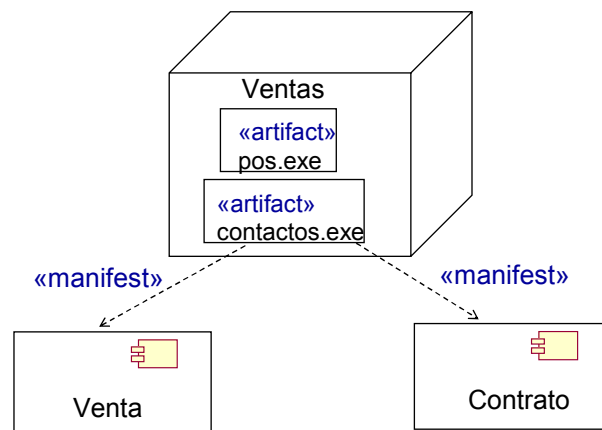 Ventas
«artifact»
pos.exe
«artifact»
contactos.exe
«manifest»
«manifest»
Venta
Contrato